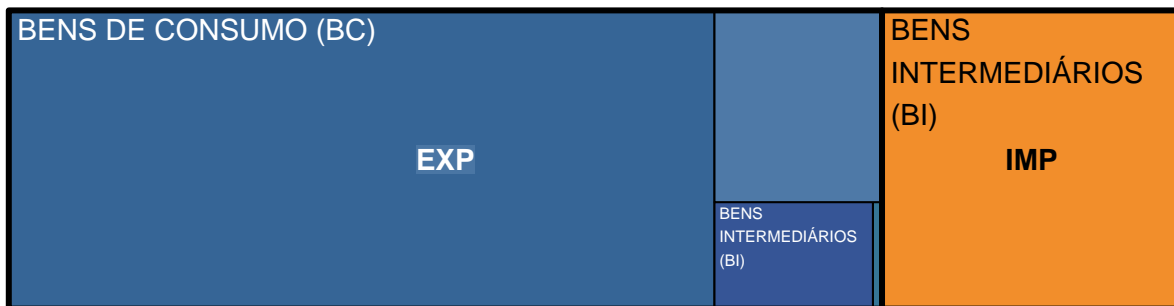 BENS DE CONSUMO (BC)
EXP
BENS
INTERMEDIÁRIOS
(BI)
BENS
INTERMEDIÁRIOS
(BI)
IMP